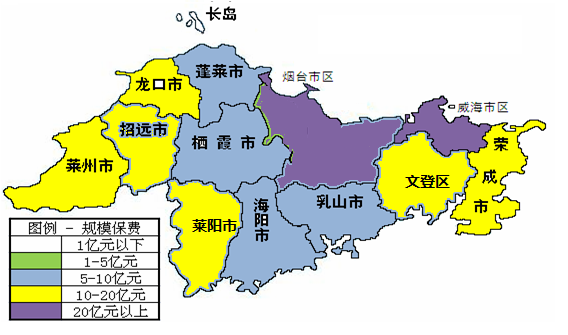 长岛
蓬莱市
烟台市区
龙口市
威海市区
招远市
栖霞市
荣成市
莱州市
文登区
莱阳市
海阳市
乳山市
图例 - 规模保费
1亿元以下
1-5亿元
5-10亿元
10-20亿元
20亿元以上